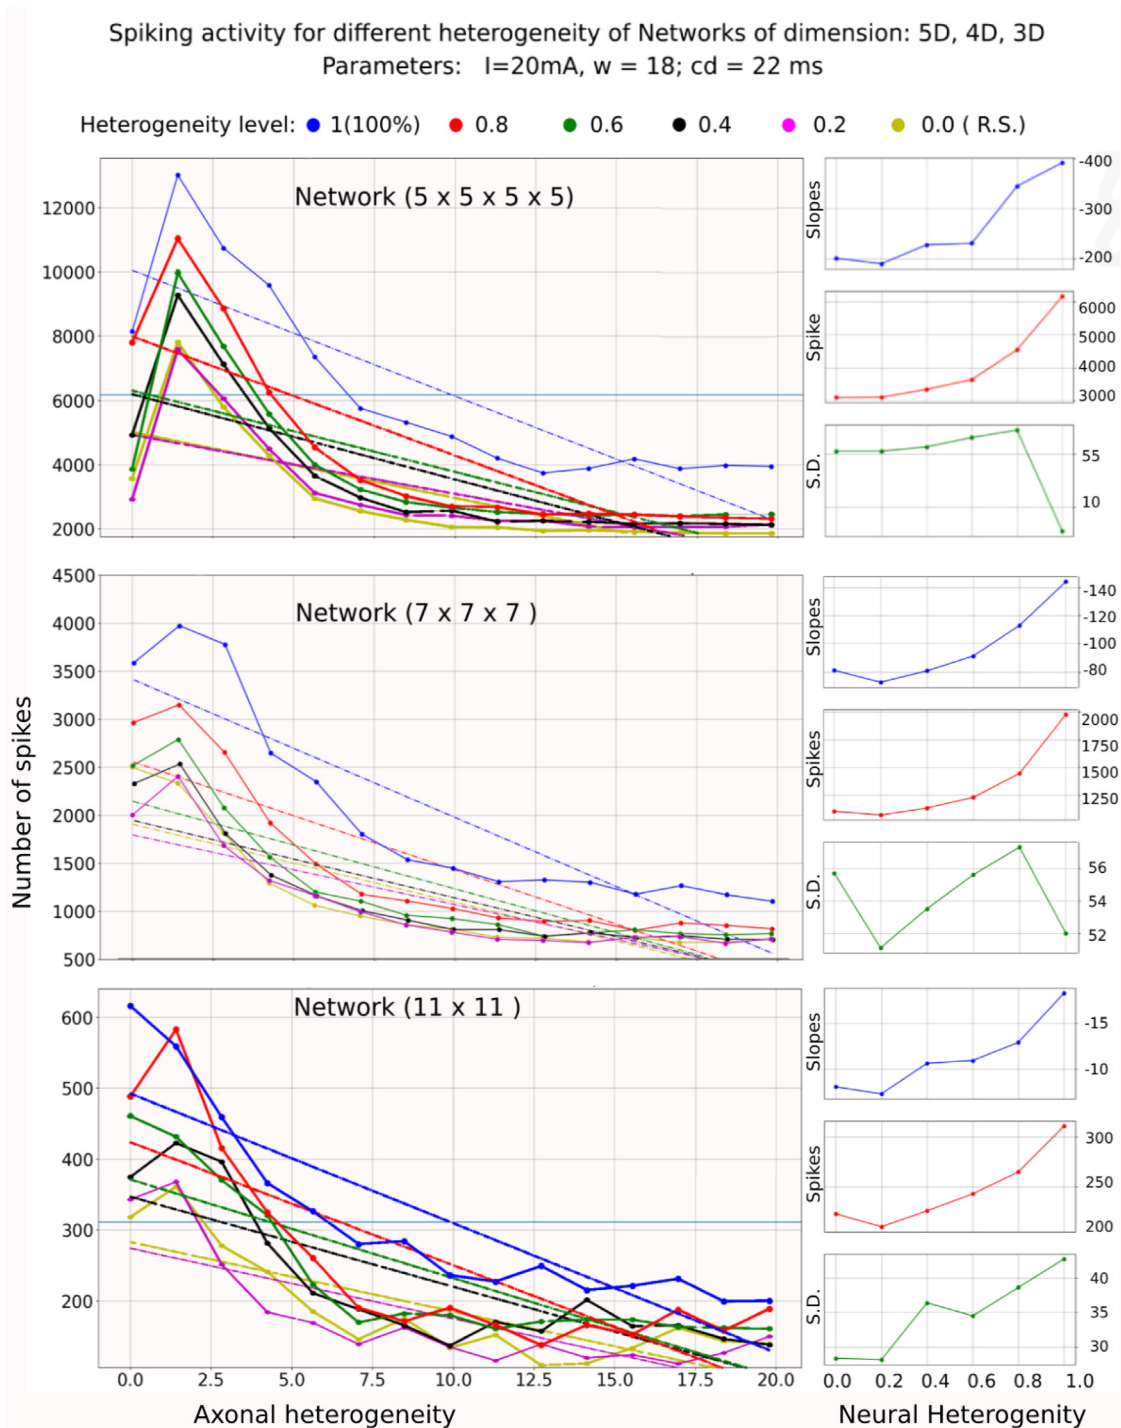 Spiking activity for different heterogeneity of Networks of dimension: 5D, 4D, 3D
Parameters: I=20mA, w = 18; cd = 22 ms
Heterogeneity level: 1(100%) 0.8 0.6 0.4 0.2 0.0 ( R.S.)
Network (5 x 5 x 5 x 5)
12000
10000
8000
6000
4000
2000
Slopes
-400
-300
-200
Spike
6000
5000
4000
3000
S.D.
55
10
Number of spikes
Network (7 x 7 x 7 )
4500
4000
3500
3000
2500
2000
1500
1000
500
Slopes
-140
-120
-100
-80
Spikes
2000
1750
1500
1250
S.D.
56
54
52
Network (11 x 11 )
600
500
400
300
200
0.0 2.5 5.0 7.5 10.0 12.5 15.0 17.5 20.0
Axonal heterogeneity
Slopes
-15
-10
Spikes
300
250
200
S.D.
40
35
30
0.0 0.2 0.4 0.6 0.8 1.0
Neural Heterogenity